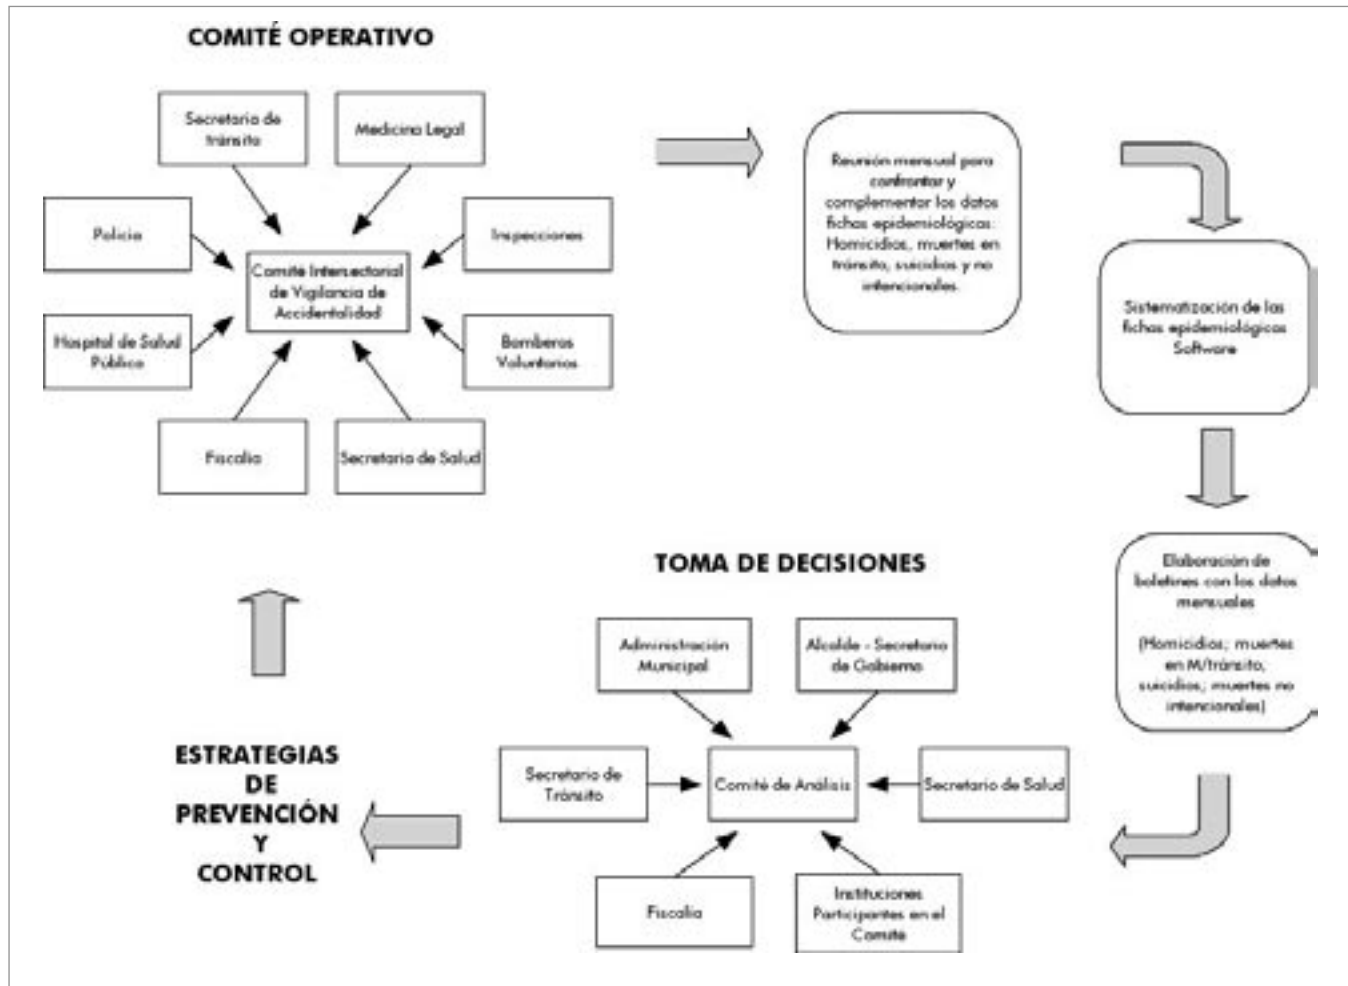 COMITÉ OPERATIVO
Secretaría de
tránsito
Medicina Legal
Policía
Inspecciones
Comité Intersectorial
de Vigilancia de
Accidentalidad
Hospital de Salud
Pública
Bomberos
Voluntarios
Fiscalía
Secretaría de Salud
Reunión mensual para
confrontar y
complementar los datos
fichas epidemiológicas:
Homicidios, muertes en
tránsito, suicidios y no
intencionales.
Sistematización de las
fichas epidemiológicas
Software
Elaboración de
boletines con los datos
mensuales
(Homicidios; muertes
en M/tránsito,
suicidios; muertes no
intencionales)
TOMA DE DECISIONES
Administración
Municipal
Alcalde - Secretario
de Gobierno
Secretario de
Tránsito
Comité de Análisis
Secretario de Salud
Fiscalía
Instituciones
Participantes en el
Comité
ESTRATEGIAS
DE
PREVENCIÓN
Y
CONTROL